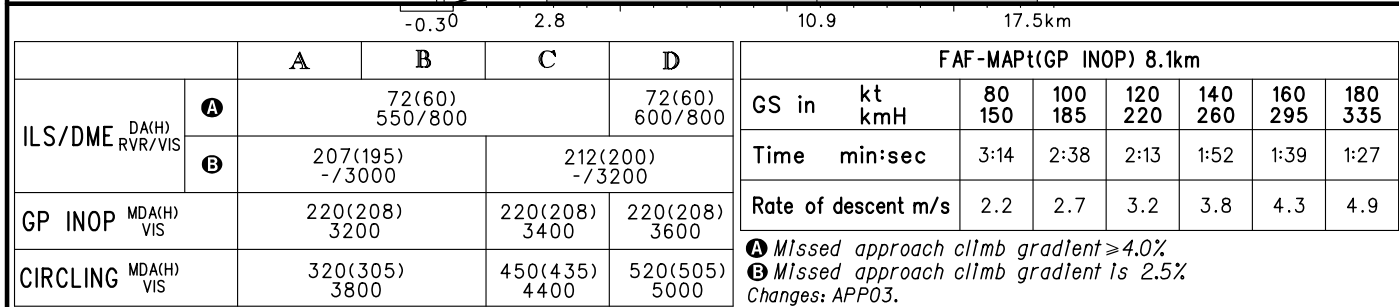 -0.3 0 2.8 10.9 17.5km
A B C D
ILS/DME DA(H) RVR/VIS
A 72(60) 550/800 72(60) 600/800
B 207(195) -/3000 212(200) -/3200
GP INOP MDA(H) VIS 220(208) 3200 220(208) 3400 220(208) 3600
CIRCLING MDA(H) VIS 320(305) 3800 450(435) 4400 520(505) 5000
FAF-MAPt(GP INOP) 8.1km
GS in kt 80 100 120 140 160 180
kmH 150 185 220 260 295 335
Time min:sec 3:14 2:38 2:13 1:52 1:39 1:27
Rate of descent m/s 2.2 2.7 3.2 3.8 4.3 4.9
A Missed approach climb gradient≥4.0%
B Missed approach climb gradient is 2.5%
Changes: APP03.